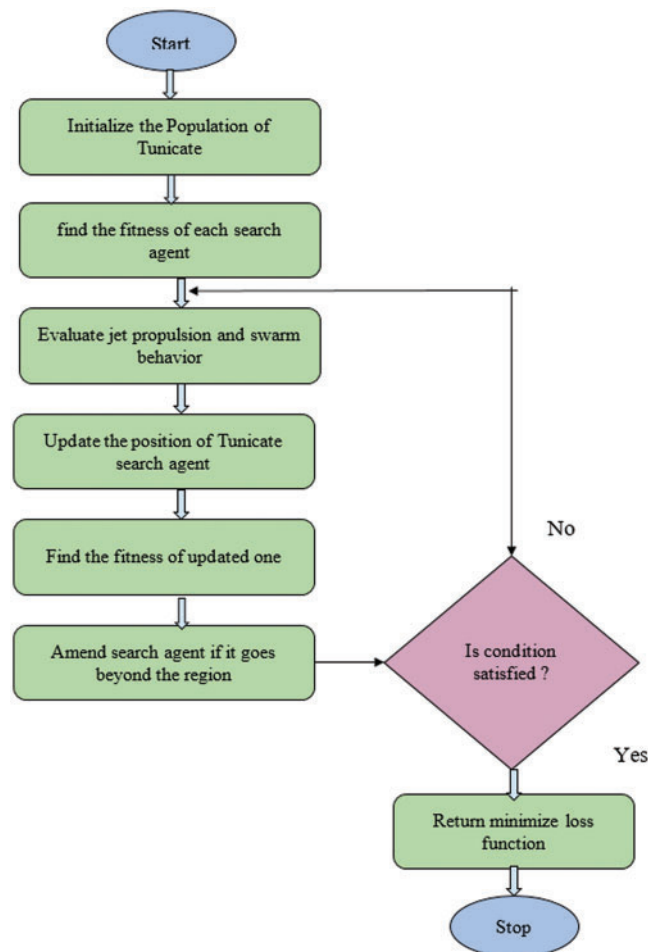 Start
Initialize the Population of
Tunicate
find the fitness of each search
agent
Evaluate jet propulsion and swarm
behavior
Update the position of Tunicate
search agent
Find the fitness of updated one
Amend search agent if it goes
beyond the region
No
Is condition
satisfied ?
Yes
Return minimize loss
function
Stop